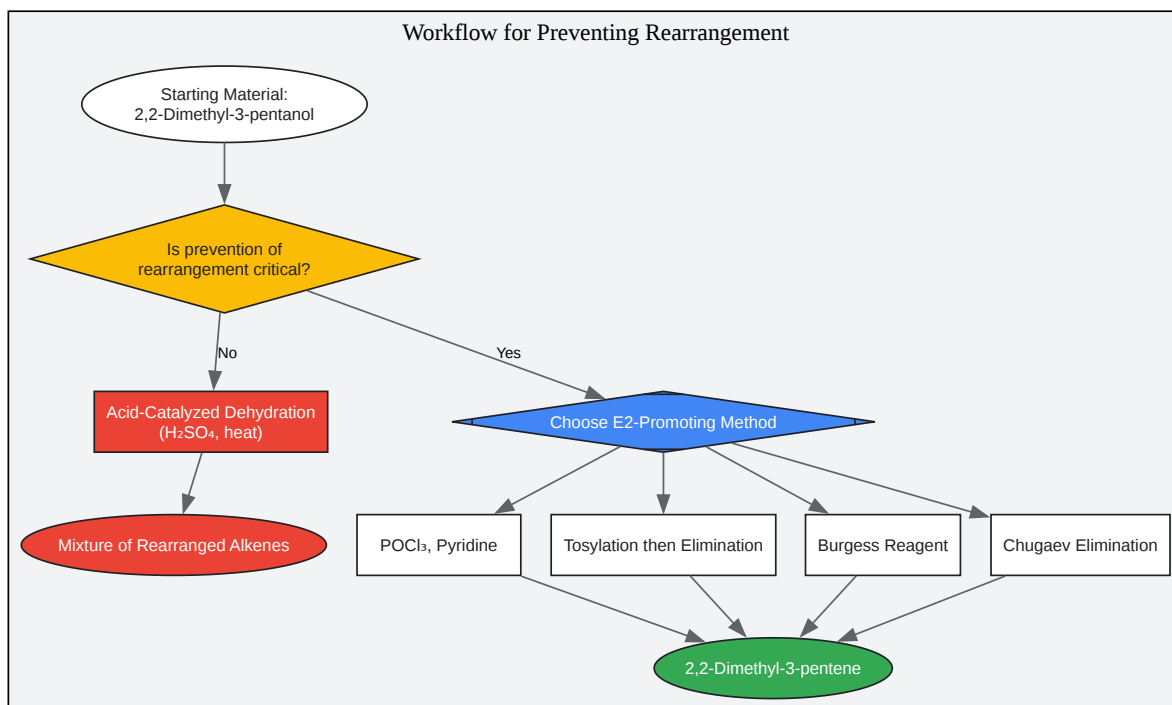 Workflow for Preventing Rearrangement
Starting Material:
2,2-Dimethyl-3-pentanol
Is prevention of
rearrangement critical?
No
Yes
Acid-Catalyzed Dehydration
(H₂SO₄, heat)
Choose E2-Promoting Method
Mixture of Rearranged Alkenes
POCl₃, Pyridine
Tosylation then Elimination
Burgess Reagent
Chugaev Elimination
2,2-Dimethyl-3-pentene